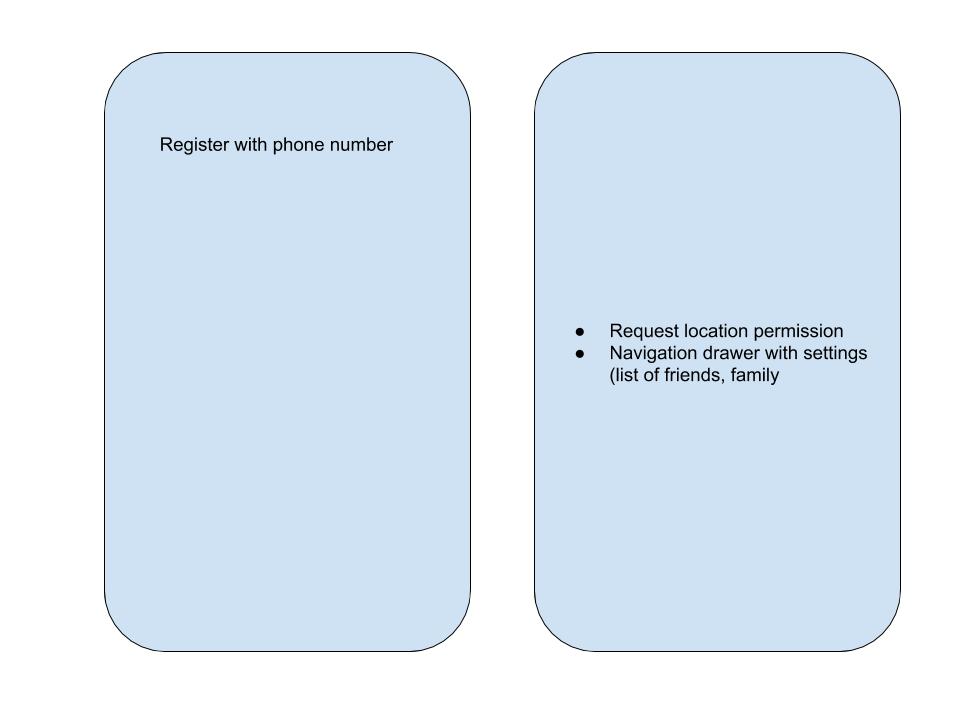 Register with phone number
● Request location permission
● Navigation drawer with settings
(list of friends, family